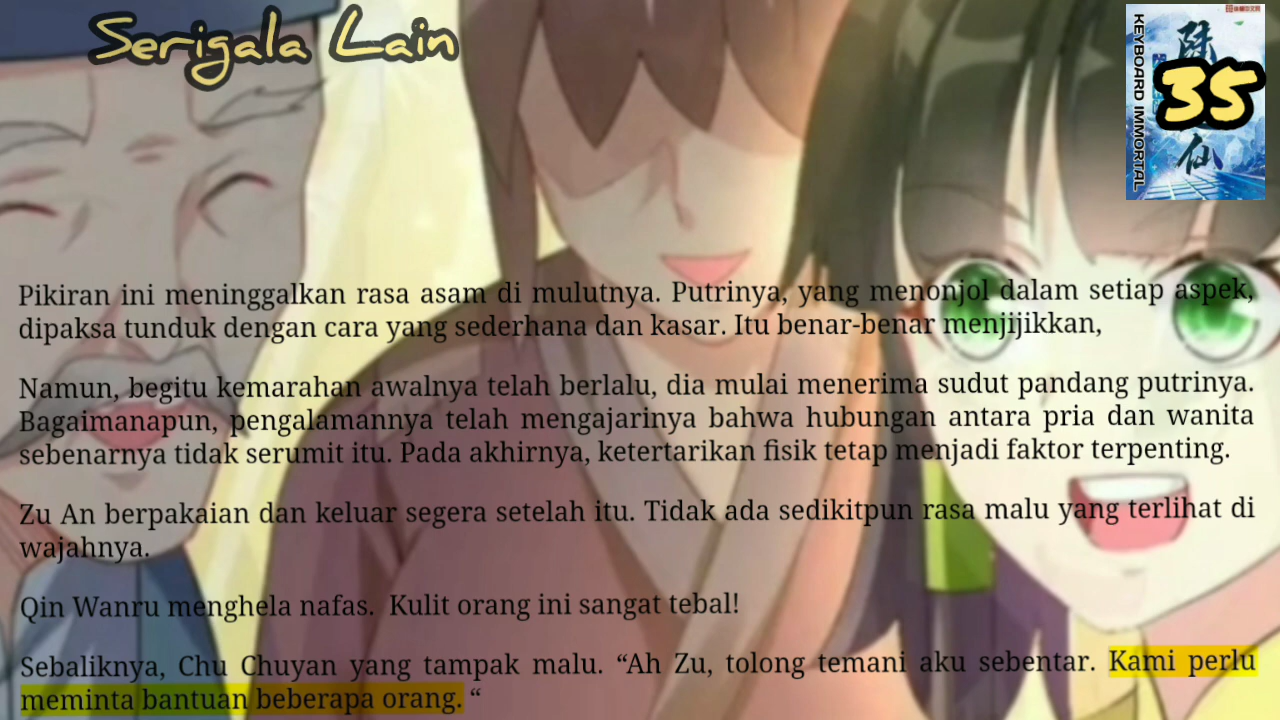 Serigala Lain
35
KEYBOARD IMMORTAL
仙
Pikiran ini meninggalkan rasa asam di mulutnya. Putrinya, yang menonjol dalam setiap aspek,
dipaksa tunduk dengan cara yang sederhana dan kasar. Itu benar-benar menjijikkan,
Namun, begitu kemarahan awalnya telah berlalu, dia mulai menerima sudut pandang putrinya.
Bagaimanapun, pengalamannya telah mengajarinya bahwa hubungan antara pria dan wanita
sebenarnya tidak serumit itu. Pada akhirnya, ketertarikan fisik tetap menjadi faktor terpenting.
Zu An berpakaian dan keluar segera setelah itu. Tidak ada sedikitpun rasa malu yang terlihat di
wajahnya.
Qin Wanru menghela nafas. Kulit orang ini sangat tebal!
Sebaliknya, Chu Chuyan yang tampak malu. “Ah Zu, tolong temani aku sebentar. Kami perlu
meminta bantuan beberapa orang. “